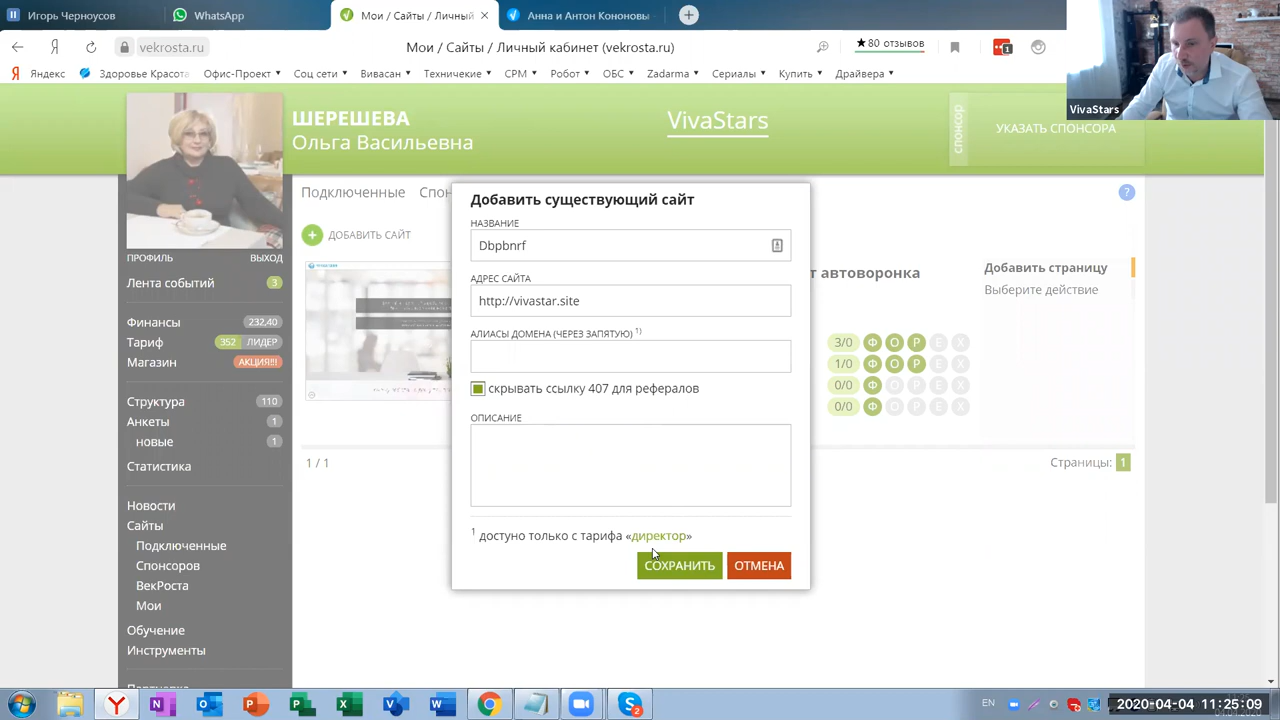 Игорь Черноусов
WhatsApp
Мои / Сайты / Личный
Анна и Антон Кононовы
vekrosta.ru
Мои / Сайты / Личный кабинет (vekrosta.ru)
★80 отзывов
1
Яндекс
Здоровье Красота
Офис-Проект
Соц сети
Вивасан
Технические
СРМ
Робот
ОБС
Zadarma
Сериалы
Купить
Драйвера
VivaStars
ШЕРЕШЕВА
Ольга Васильевна
VivaStars
спонсор
УКАЗАТЬ СПОНСОРА
ПРОФИЛЬ
ВЫХОД
Лента событий 3
Финансы 232,40
Тариф 352 ЛИДЕР
Магазин АКЦИЯ!!!
Структура 110
Анкеты 1
новые 1
Статистика
Новости
Сайты
Подключенные
Спонсоров
ВекРоста
Мои
Обучение
Инструменты
Подключенные
Спон
?
+ ДОБАВИТЬ САЙТ
т автоворонка
Добавить страницу
Выберите действие
3/0 Ф О Р Е Х
1/0 Ф О Р Е Х
0/0 Ф О Р Е Х
0/0 Ф О Р Е Х
1 / 1
Страницы: 1
Добавить существующий сайт
НАЗВАНИЕ
Dbpbnrf
АДРЕС САЙТА
http://vivastar.site
АЛИАСЫ ДОМЕНА (ЧЕРЕЗ ЗАПЯТУЮ) 1)
скрывать ссылку 407 для рефералов
ОПИСАНИЕ
1 достуно только с тарифа «директор»
СОХРАНИТЬ
ОТМЕНА
EN
2020-04-04 11:25:09
2